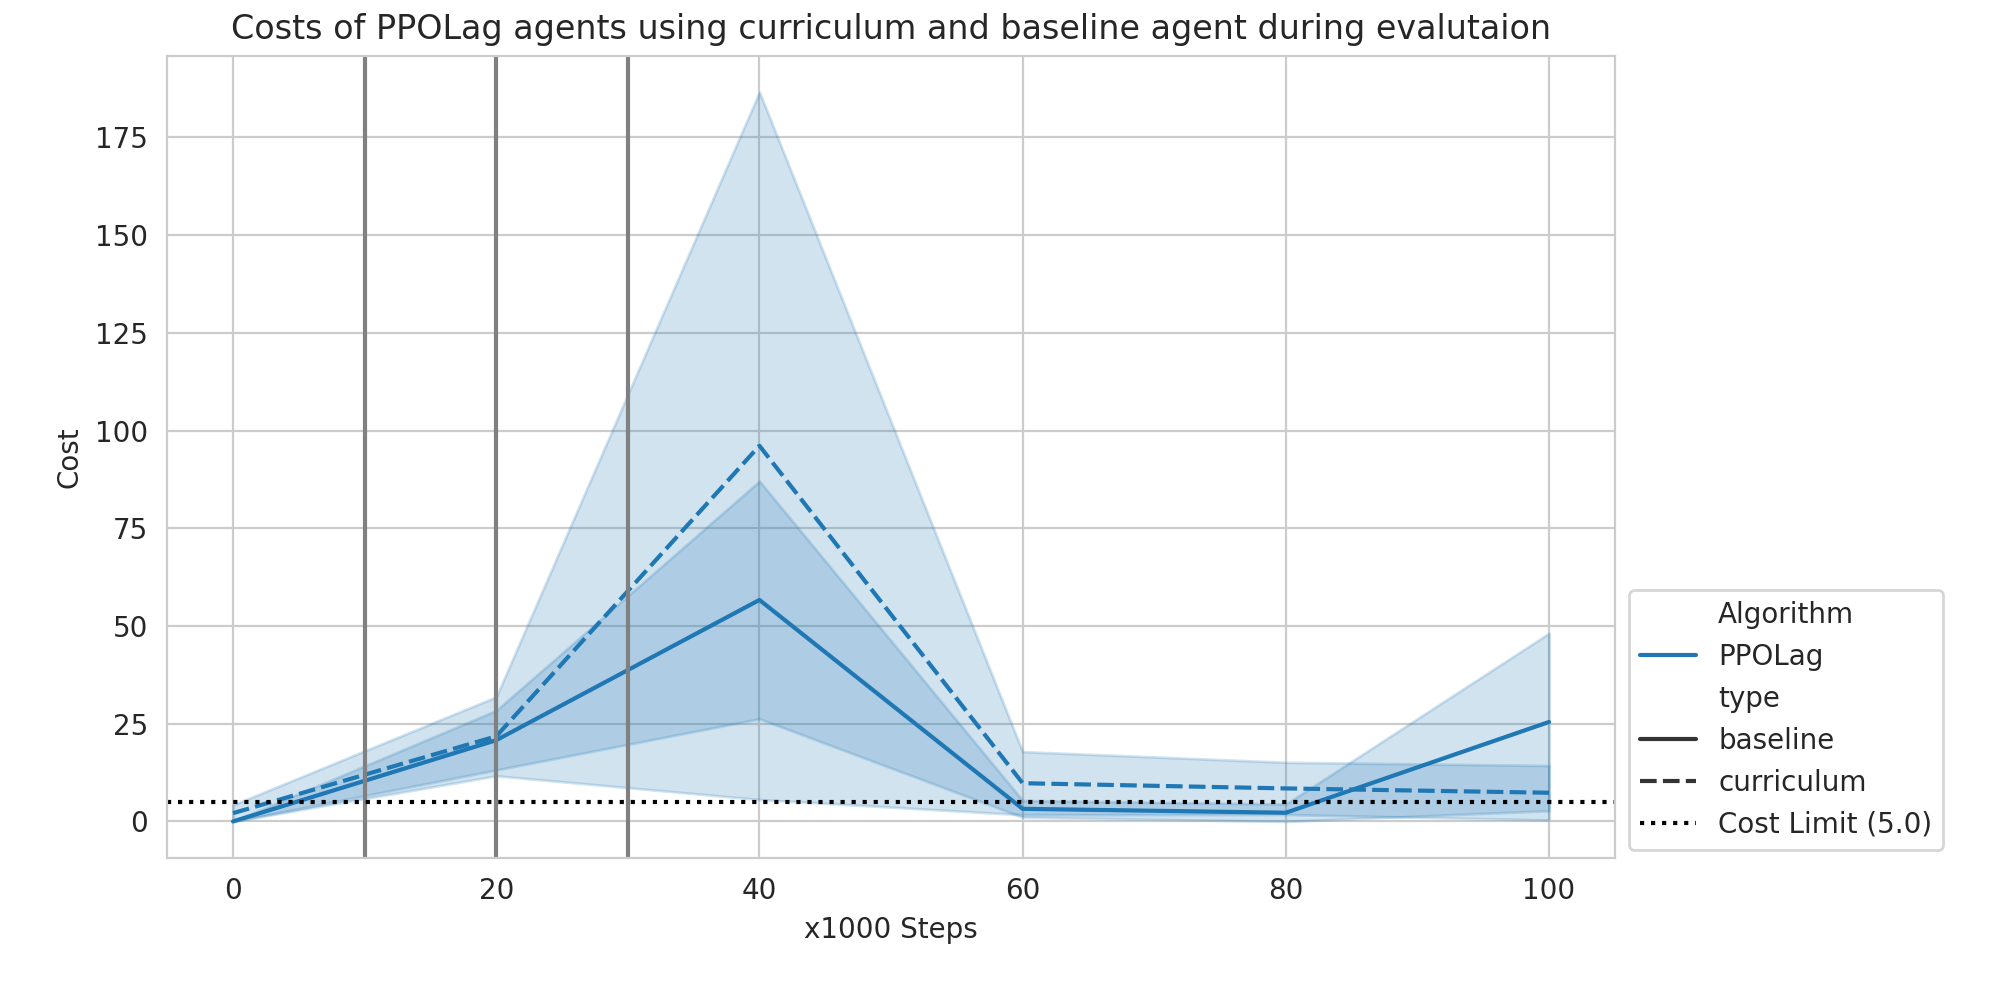 Costs of PPOLag agents using curriculum and baseline agent during evalutaion
175
150
125
100
75
50
25
0
Cost
0 20 40 60 80 100
x1000 Steps
Algorithm
PPOLag
type
baseline
curriculum
Cost Limit (5.0)